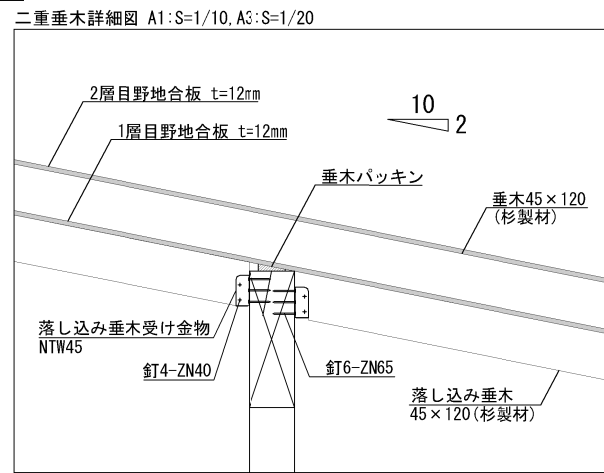 二重垂木詳細図 A1:S=1/10, A3:S=1/20
2層目野地合板 t=12mm
1層目野地合板 t=12mm
10
2
垂木パッキン
垂木45×120
(杉製材)
落し込み垂木受け金物
NTW45
釘4-ZN40
釘6-ZN65
落し込み垂木
45×120(杉製材)